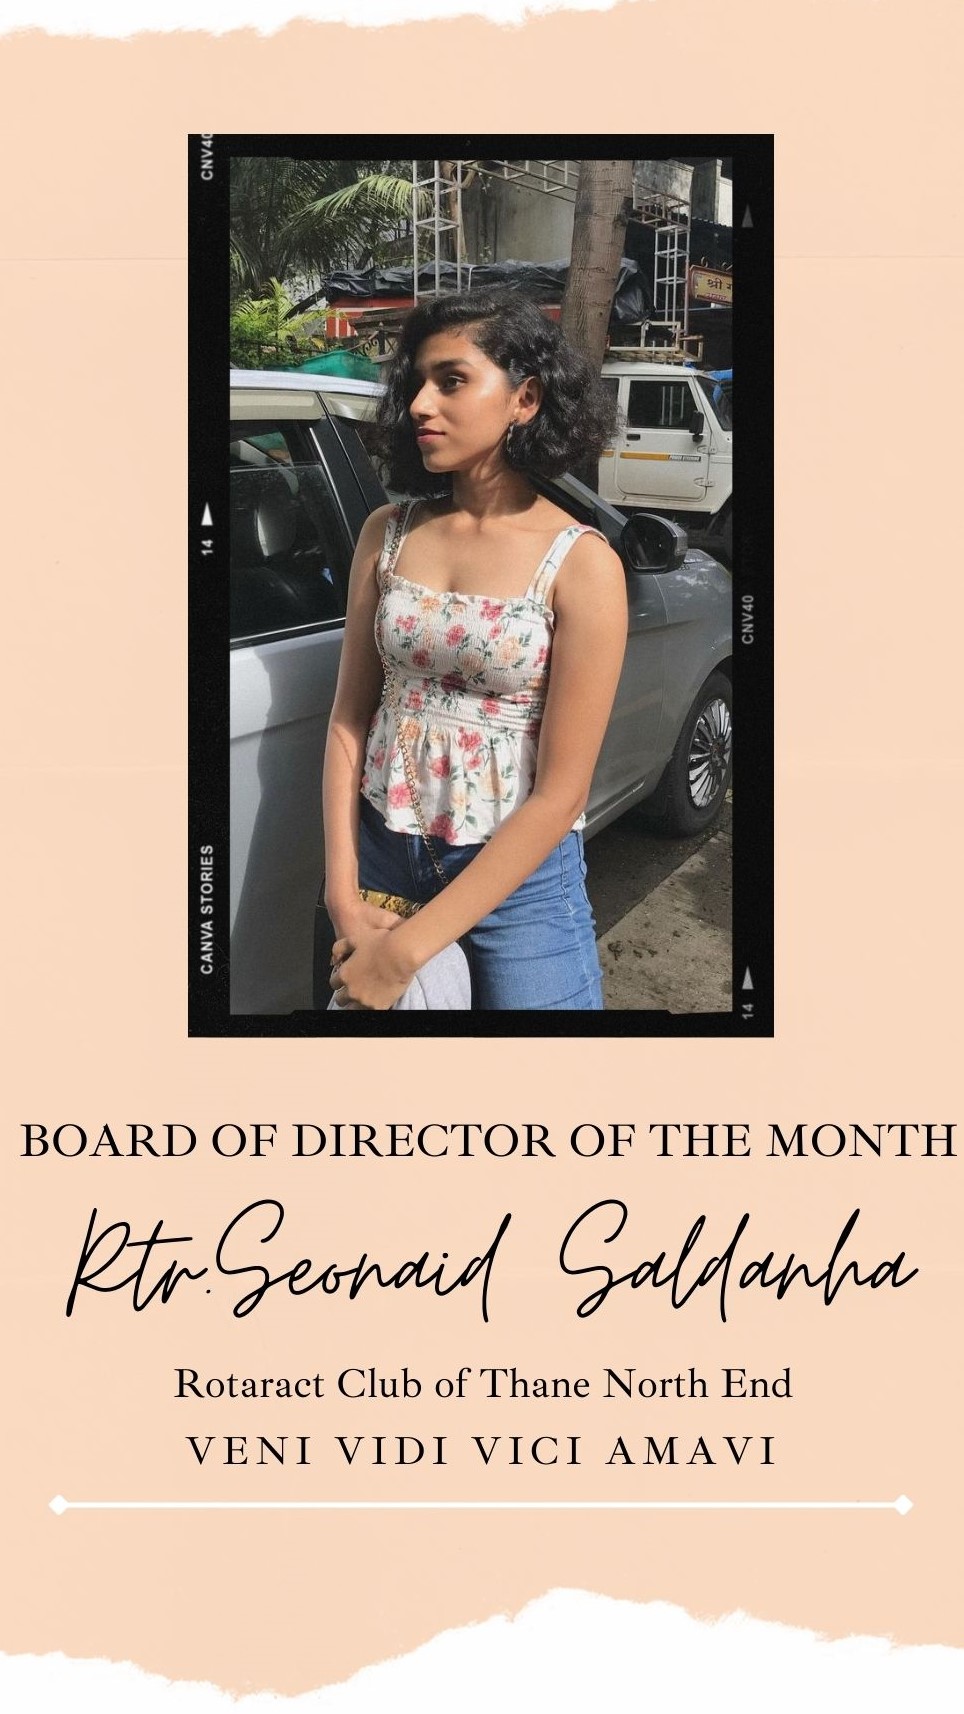 CNV40
श्री
14
CNV40
CANVA STORIES
14
BOARD OF DIRECTOR OF THE MONTH
Rtr.Seonaid Saldanha
Rotaract Club of Thane North End
VENI VIDI VICI AMAVI